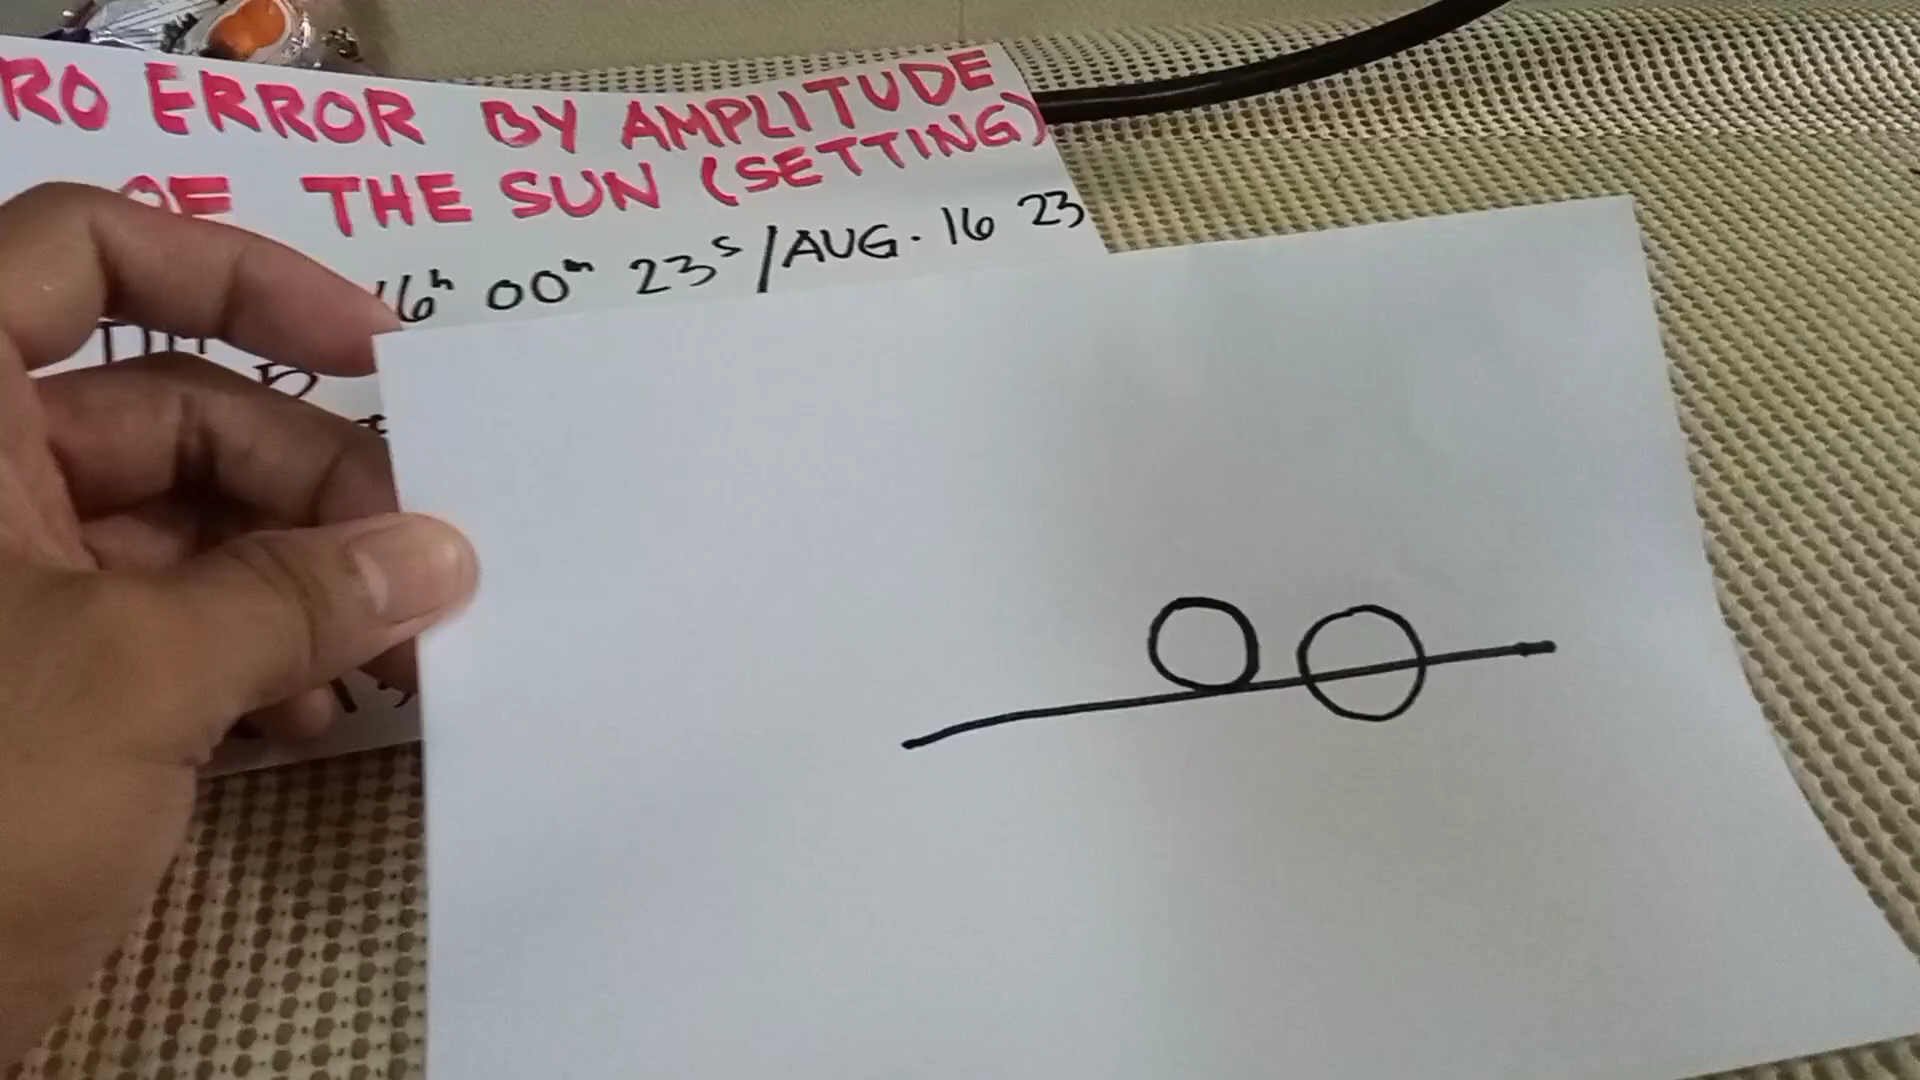 RO ERROR BY AMPLITUDE
OF THE SUN (SETTING)
16ʰ 00ᵐ 23ˢ / AUG. 16 23